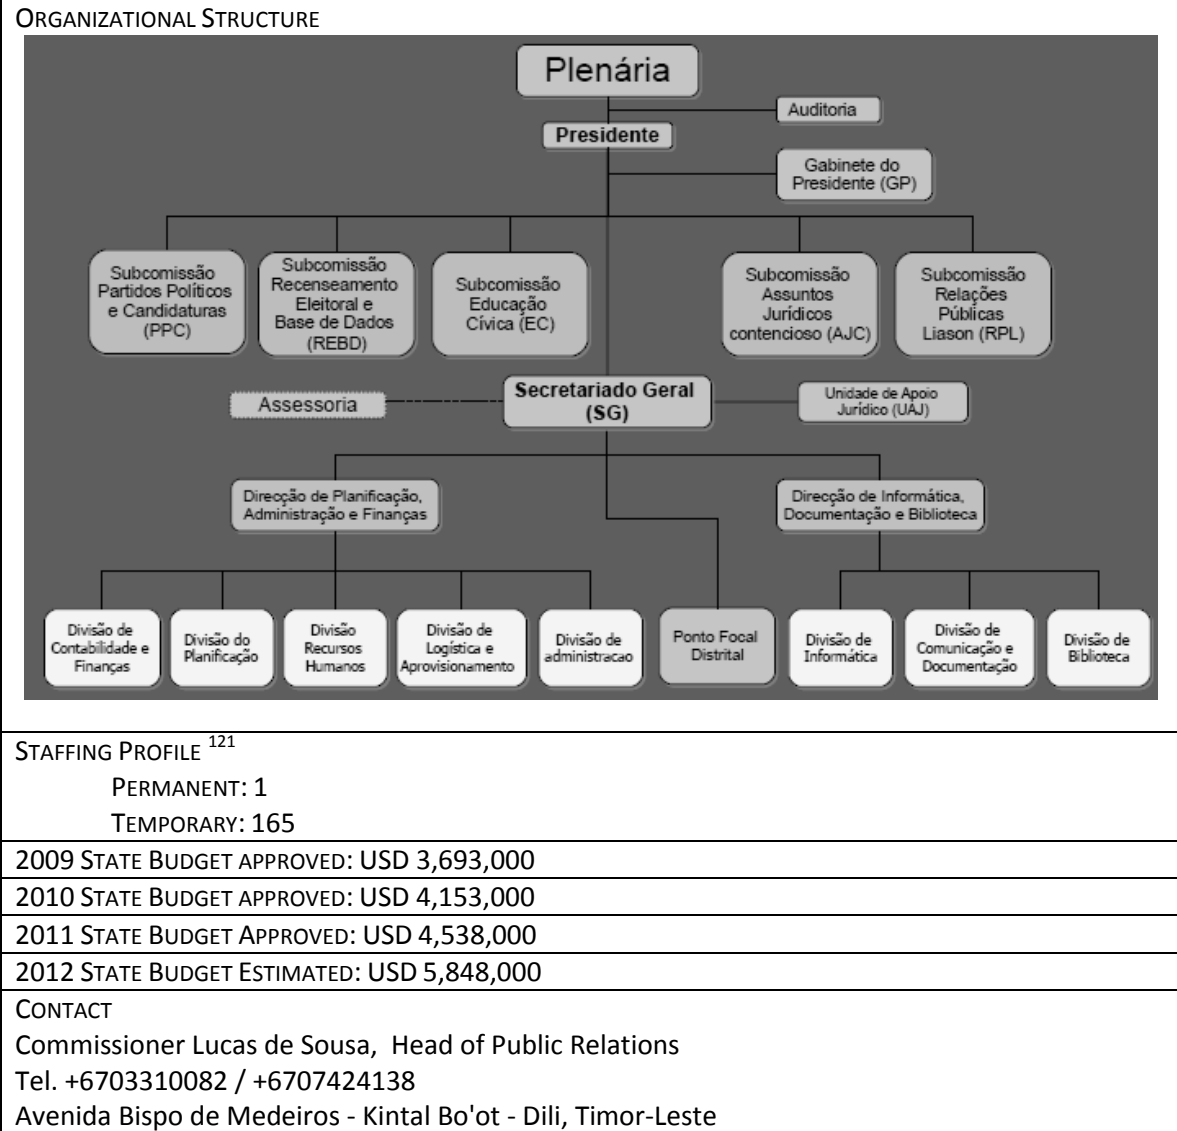 ORGANIZATIONAL STRUCTURE
Plenária
Auditoria
Presidente
Gabinete do
Presidente (GP)
Subcomissão
Partidos Políticos
e Candidaturas
(PPC)
Subcomissão
Recenseamento
Eleitoral e
Base de Dados
(REBD)
Subcomissão
Educação
Cívica (EC)
Subcomissão
Assuntos
Jurídicos
contencioso (AJC)
Subcomissão
Relações
Públicas
Liason (RPL)
Assessoria
Secretariado Geral
(SG)
Unidade de Apoio
Jurídico (UAJ)
Direcção de Planificação,
Administração e Finanças
Direcção de Informática,
Documentação e Biblioteca
Divisão de
Contabilidade e
Finanças
Divisão do
Planificação
Divisão
Recursos
Humanos
Divisão de
Logística e
Aprovisionamento
Divisão de
administracao
Ponto Focal
Distrital
Divisão de
Informática
Divisão de
Comunicação e
Documentação
Divisão de
Biblioteca
STAFFING PROFILE 121
PERMANENT: 1
TEMPORARY: 165
2009 STATE BUDGET APPROVED: USD 3,693,000
2010 STATE BUDGET APPROVED: USD 4,153,000
2011 STATE BUDGET APPROVED: USD 4,538,000
2012 STATE BUDGET ESTIMATED: USD 5,848,000
CONTACT
Commissioner Lucas de Sousa, Head of Public Relations
Tel. +6703310082 / +6707424138
Avenida Bispo de Medeiros - Kintal Bo'ot - Dili, Timor-Leste